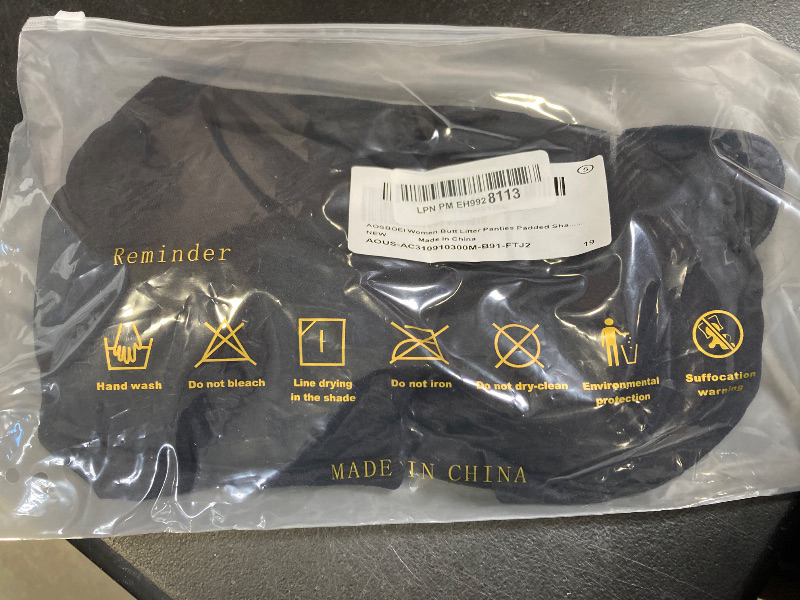 LPN PM EH992 8113
AOSBOEI Women Butt Lifter Panties Padded Sha......
NEW
Made In China
AOUS-AC310910300M-B91-FTJ2
19
Reminder
Hand wash
Do not bleach
Line drying
in the shade
Do not iron
Do not dry-clean
Environmental
protection
Suffocation
warning
MADE IN CHINA